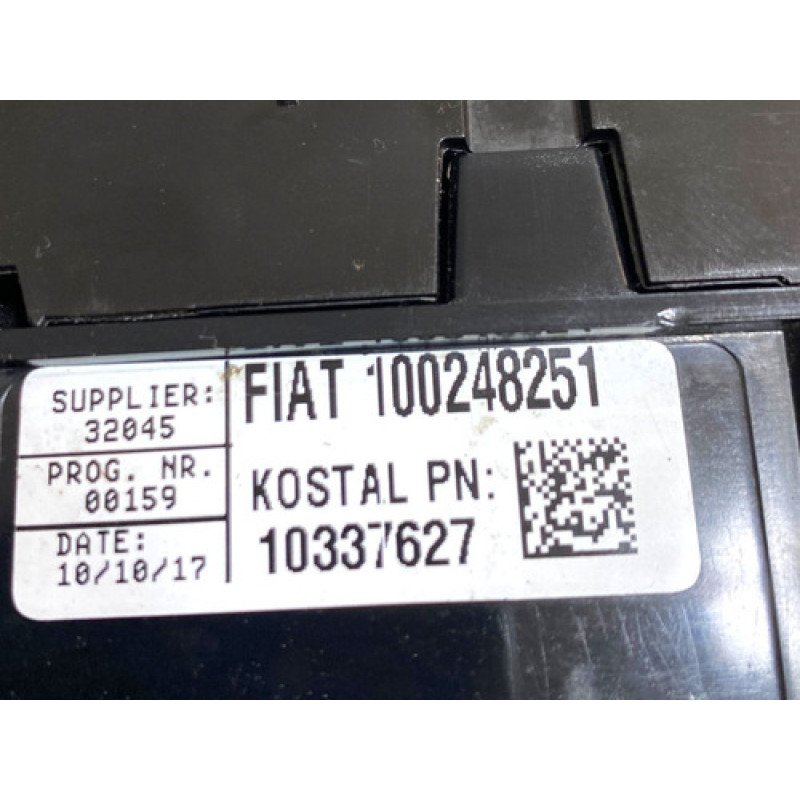 SUPPLIER:
32045
PROG. NR.
00159
DATE:
10/10/17
FIAT 100248251
KOSTAL PN:
10337627